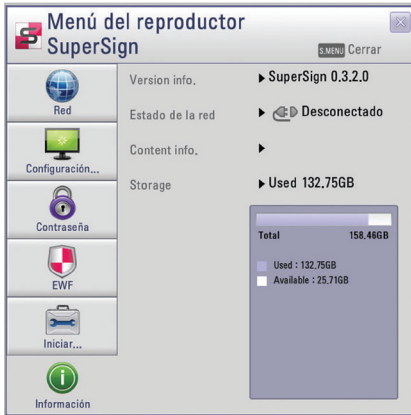 Menú del reproductor
SuperSign
S.MENU Cerrar
Red
Configuración...
Contraseña
EWF
Iniciar...
Información
Version info. SuperSign 0.3.2.0
Estado de la red Desconectado
Content info.
Storage Used 132.75GB
Total 158.46GB
Used : 132.75GB
Available : 25.71GB